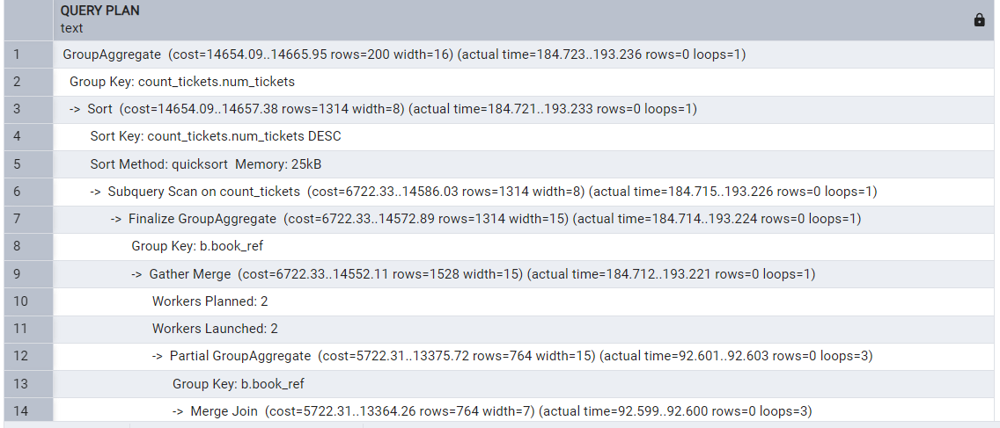 QUERY PLAN
text
1 GroupAggregate (cost=14654.09..14665.95 rows=200 width=16) (actual time=184.723..193.236 rows=0 loops=1)
2 Group Key: count_tickets.num_tickets
3 -> Sort (cost=14654.09..14657.38 rows=1314 width=8) (actual time=184.721..193.233 rows=0 loops=1)
4 Sort Key: count_tickets.num_tickets DESC
5 Sort Method: quicksort Memory: 25kB
6 -> Subquery Scan on count_tickets (cost=6722.33..14586.03 rows=1314 width=8) (actual time=184.715..193.226 rows=0 loops=1)
7 -> Finalize GroupAggregate (cost=6722.33..14572.89 rows=1314 width=15) (actual time=184.714..193.224 rows=0 loops=1)
8 Group Key: b.book_ref
9 -> Gather Merge (cost=6722.33..14552.11 rows=1528 width=15) (actual time=184.712..193.221 rows=0 loops=1)
10 Workers Planned: 2
11 Workers Launched: 2
12 -> Partial GroupAggregate (cost=5722.31..13375.72 rows=764 width=15) (actual time=92.601..92.603 rows=0 loops=3)
13 Group Key: b.book_ref
14 -> Merge Join (cost=5722.31..13364.26 rows=764 width=7) (actual time=92.599..92.600 rows=0 loops=3)